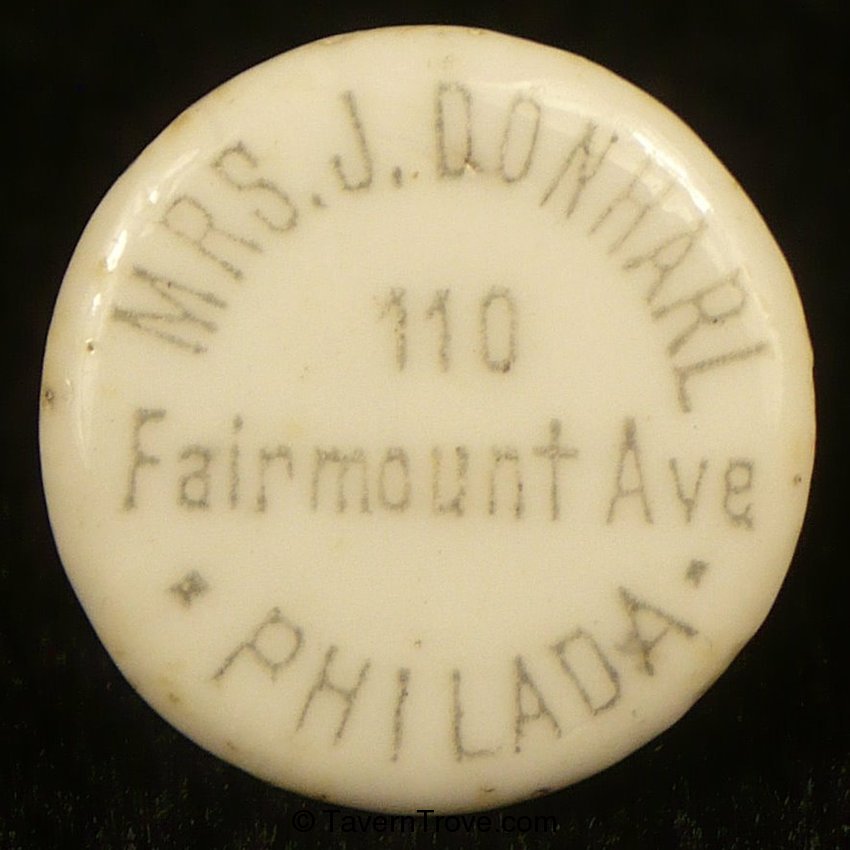 MRS. J. DONHARL
110
Fairmount Ave
PHILADA
© TavernTrove.com